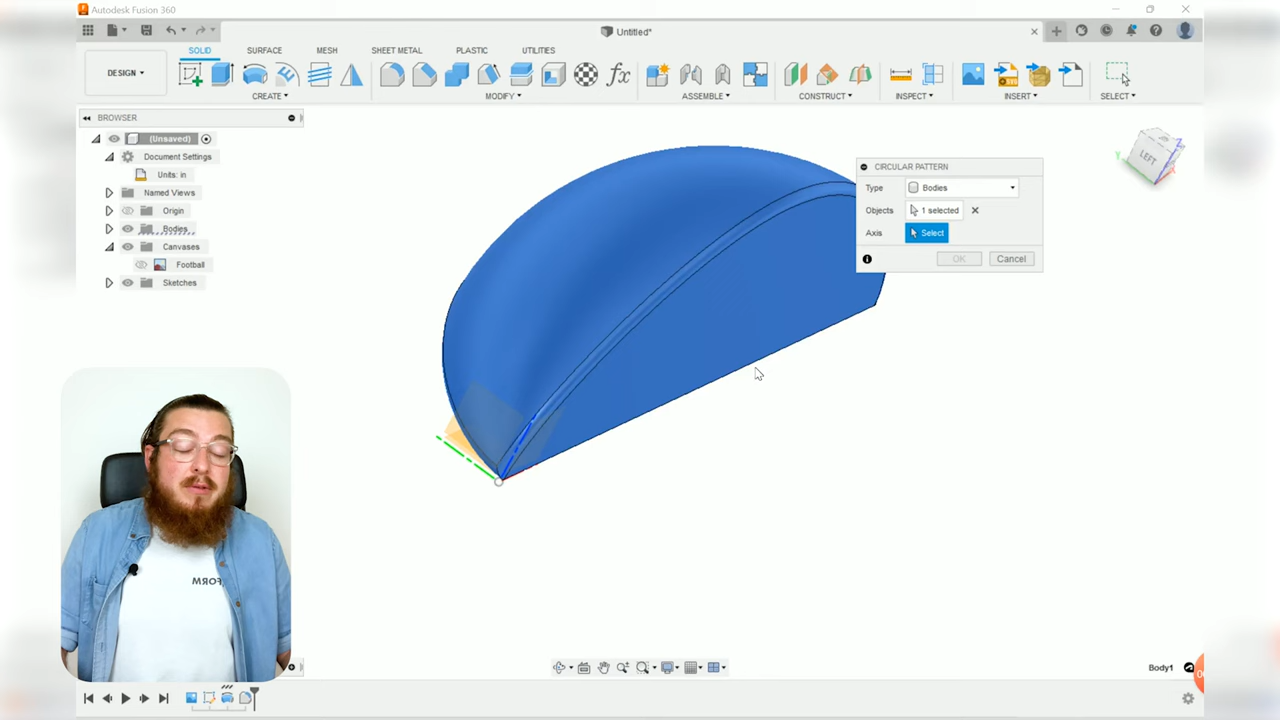 Autodesk Fusion 360
Untitled*
SOLID SURFACE MESH SHEET METAL PLASTIC UTILITIES
DESIGN
fx
CREATE MODIFY ASSEMBLE CONSTRUCT INSPECT INSERT SELECT
BROWSER
(Unsaved)
Document Settings
Units: in
Named Views
Origin
Bodies
Canvases
Football
Sketches
LEFT
Y
CIRCULAR PATTERN
Type Bodies
Objects 1 selected
Axis Select
OK Cancel
FORM
Body1